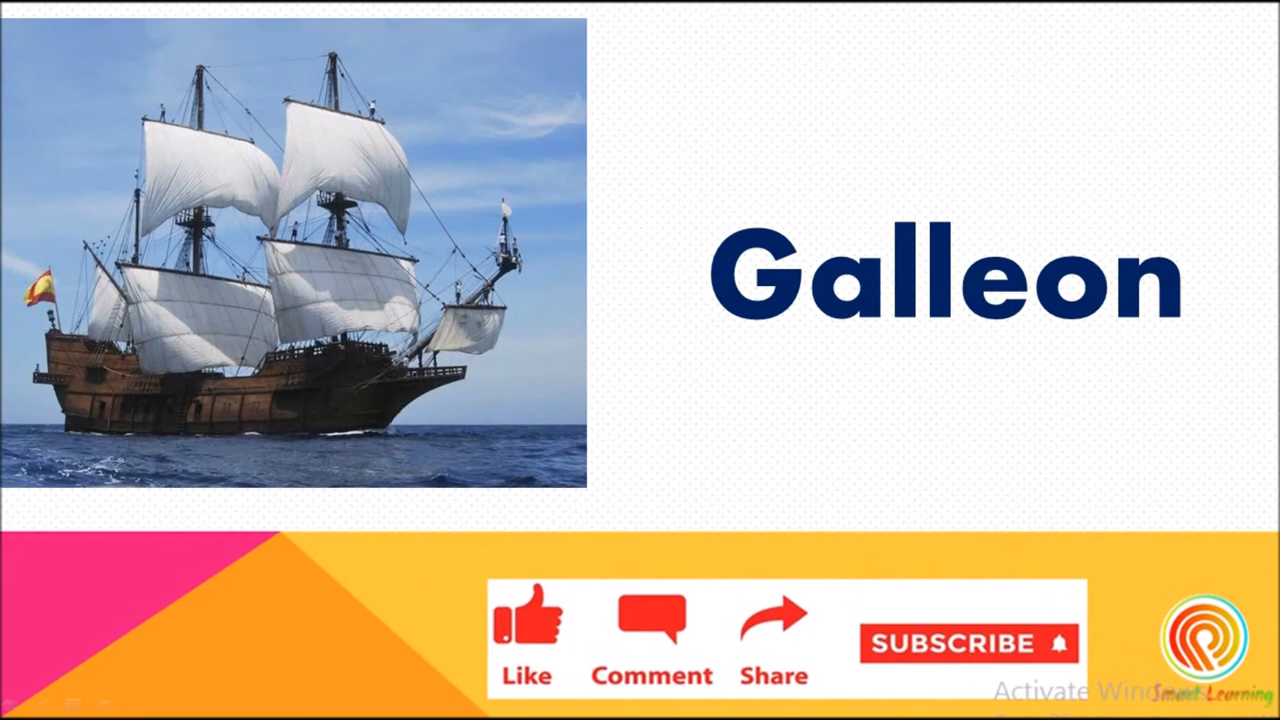 Galleon
Like
Comment
Share
SUBSCRIBE
Activate Windows
Smart Learning